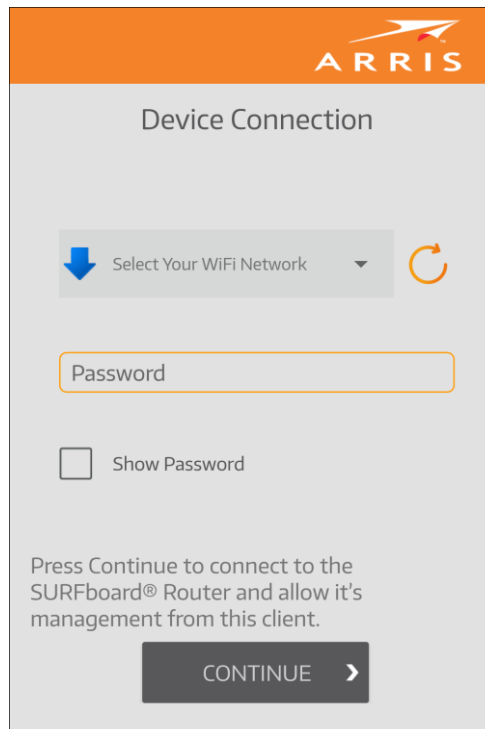 ARRIS
Device Connection
Select Your WiFi Network
Password
Show Password
Press Continue to connect to the
SURFboard® Router and allow it's
management from this client.
CONTINUE